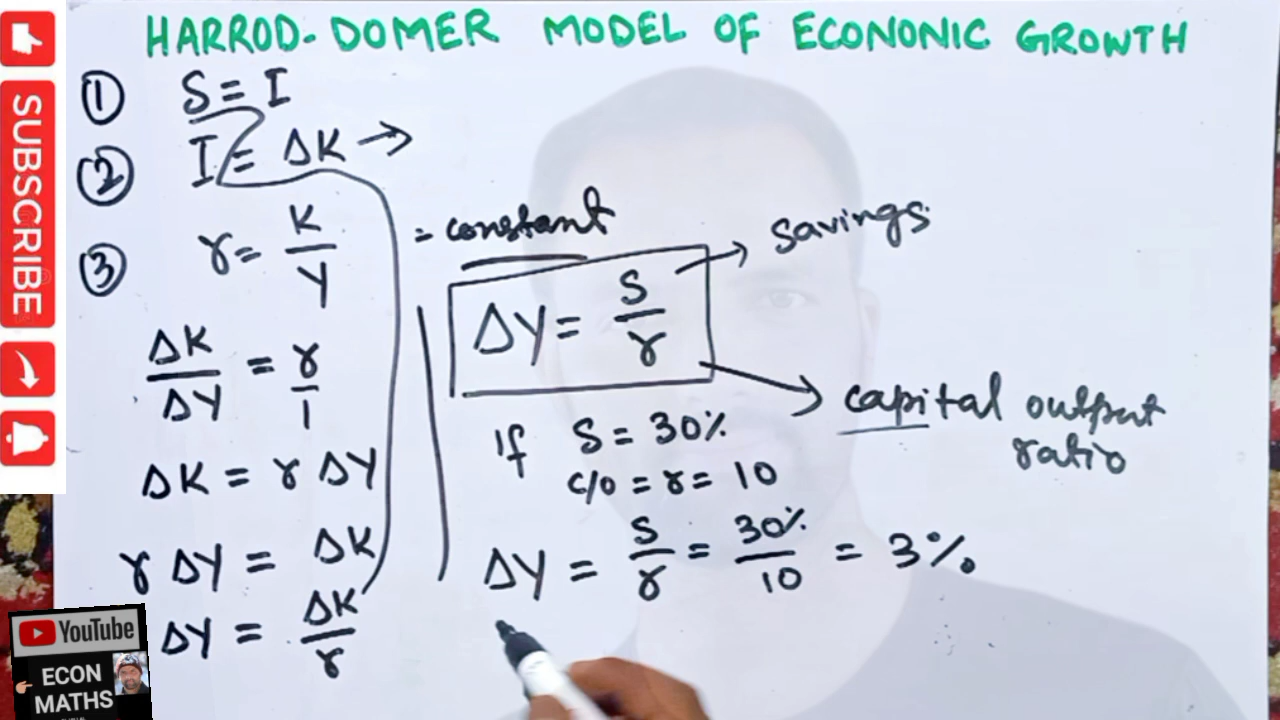 HARROD-DOMER MODEL OF ECONONIC GROWTH
① S = I
② I = ΔK →
③ r = K/Y = constant
ΔK/ΔY = r/1
ΔK = r ΔY
r ΔY = ΔK
ΔY = ΔK/r
ΔY = S/r
→ savings
→ capital output
ratio
If S = 30%
c/o = r = 10
ΔY = S/r = 30%/10 = 3%
SUBSCRIBE
YouTube
ECON
MATHS